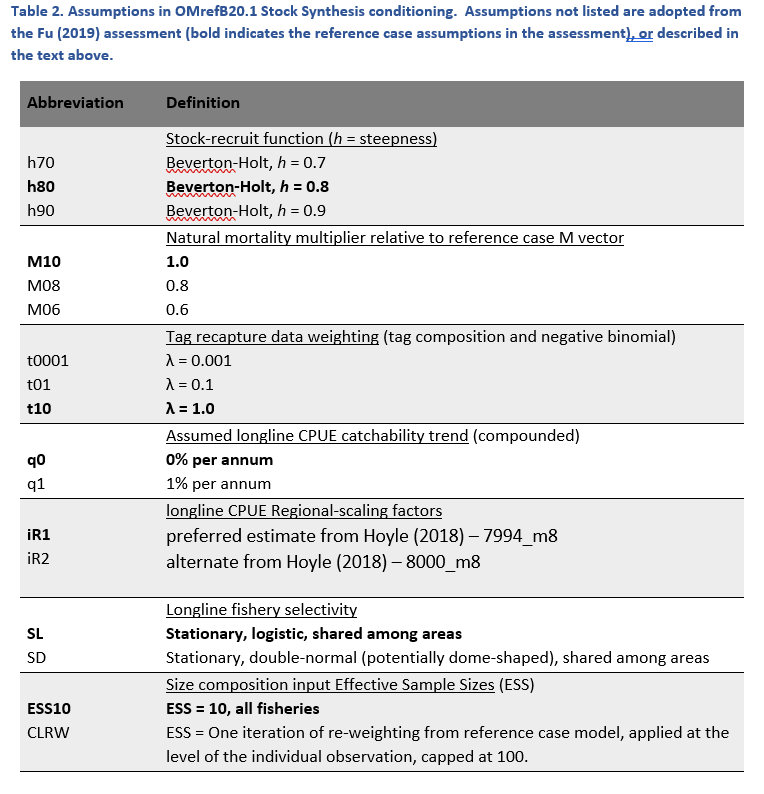 Table 2. Assumptions in OMrefB20.1 Stock Synthesis conditioning.  Assumptions not listed are adopted from
the Fu (2019) assessment (bold indicates the reference case assumptions in the assessment), or described in
the text above.
Abbreviation Definition
Stock-recruit function (h = steepness)
h70 Beverton-Holt, h = 0.7
h80 Beverton-Holt, h = 0.8
h90 Beverton-Holt, h = 0.9
Natural mortality multiplier relative to reference case M vector
M10 1.0
M08 0.8
M06 0.6
Tag recapture data weighting (tag composition and negative binomial)
t0001 λ = 0.001
t01 λ = 0.1
t10 λ = 1.0
Assumed longline CPUE catchability trend (compounded)
q0 0% per annum
q1 1% per annum
longline CPUE Regional-scaling factors
iR1 preferred estimate from Hoyle (2018) – 7994_m8
iR2 alternate from Hoyle (2018) – 8000_m8
Longline fishery selectivity
SL Stationary, logistic, shared among areas
SD Stationary, double-normal (potentially dome-shaped), shared among areas
Size composition input Effective Sample Sizes (ESS)
ESS10 ESS = 10, all fisheries
CLRW ESS = One iteration of re-weighting from reference case model, applied at the
level of the individual observation, capped at 100.